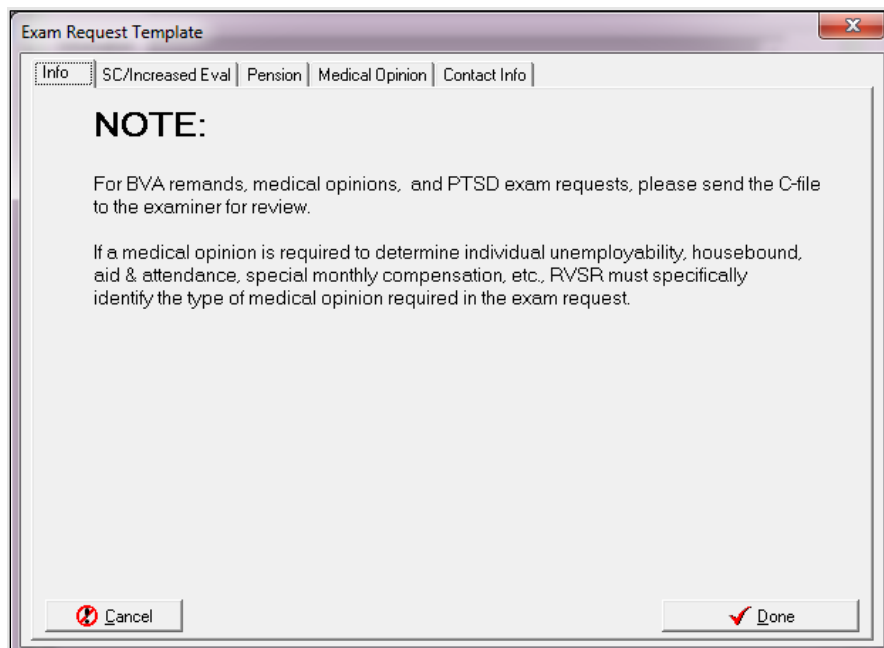 Exam Request Template
Info SC/Increased Eval Pension Medical Opinion Contact Info
NOTE:
For BVA remands, medical opinions, and PTSD exam requests, please send the C-file
to the examiner for review.
If a medical opinion is required to determine individual unemployability, housebound,
aid & attendance, special monthly compensation, etc., RVSR must specifically
identify the type of medical opinion required in the exam request.
Cancel Done